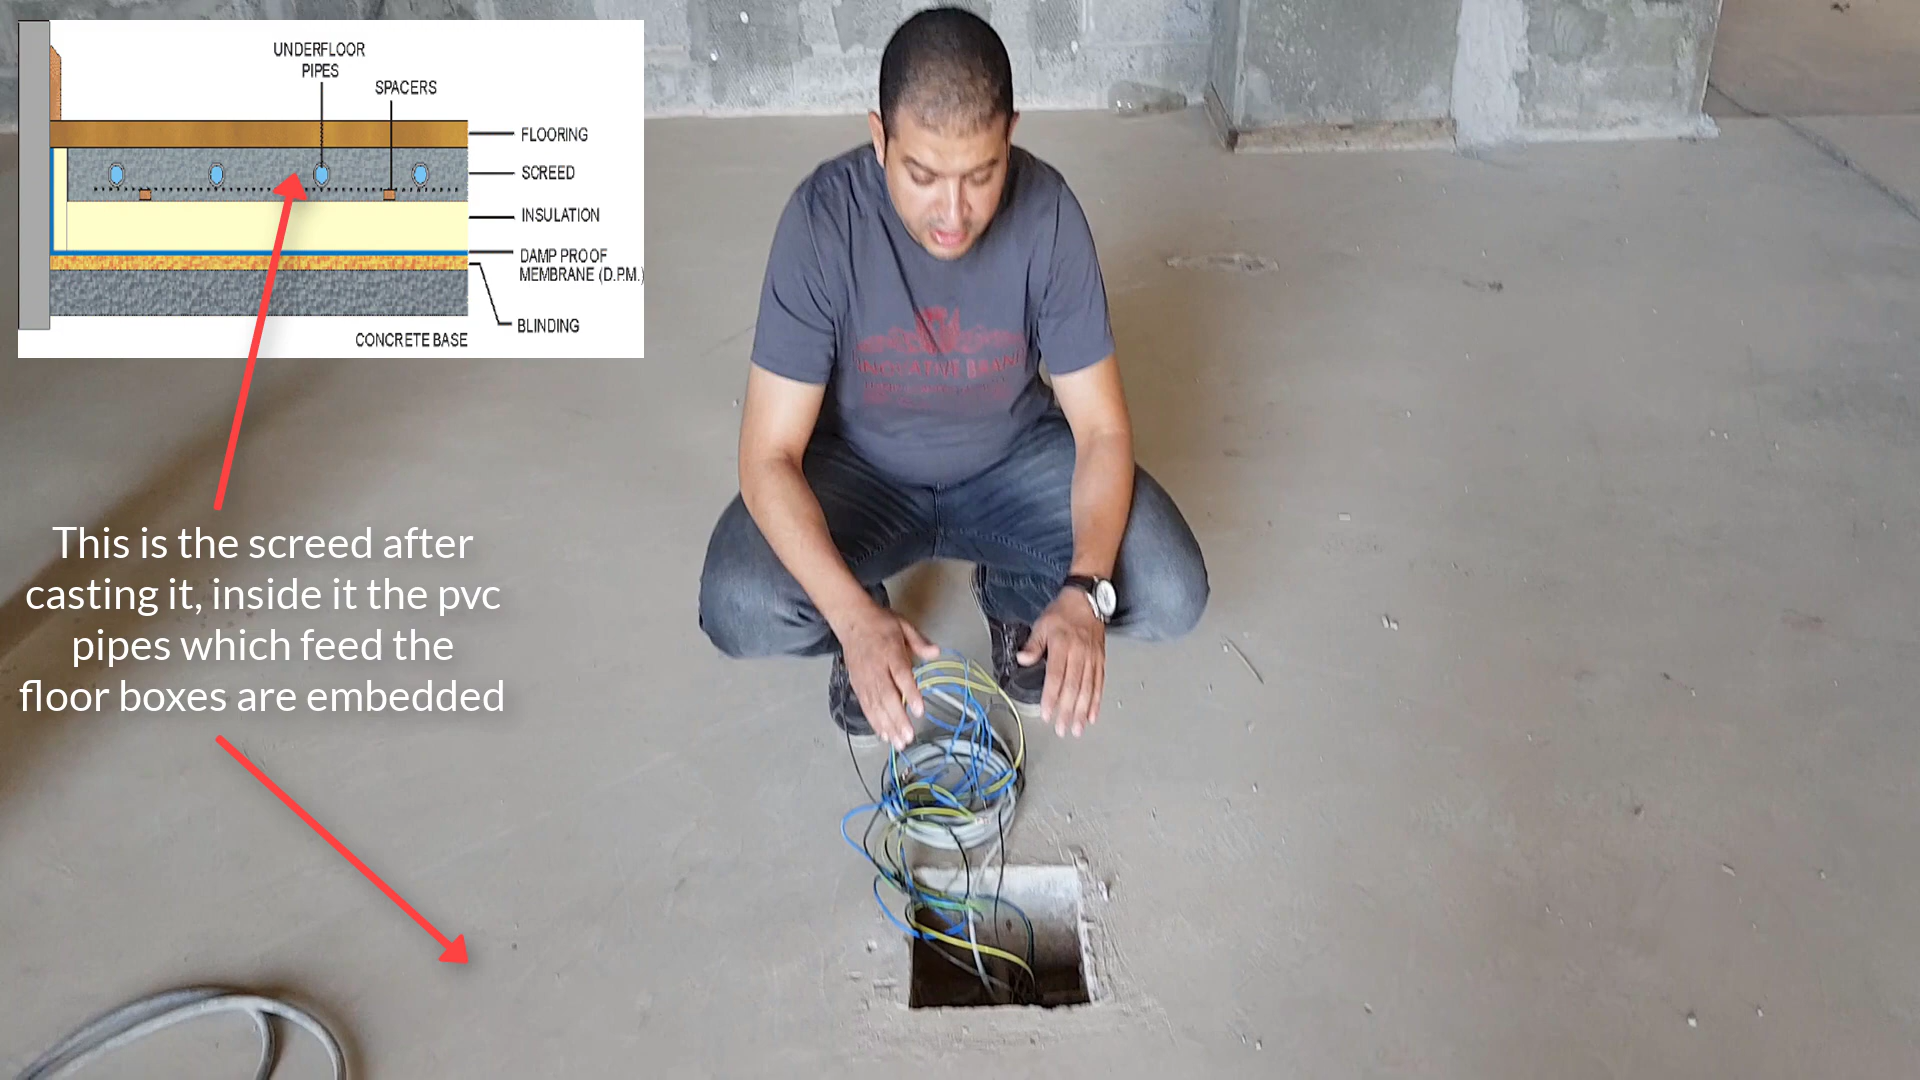 UNDERFLOOR
PIPES
SPACERS
FLOORING
SCREED
INSULATION
DAMP PROOF
MEMBRANE (D.P.M.)
BLINDING
CONCRETE BASE
This is the screed after
casting it, inside it the pvc
pipes which feed the
floor boxes are embedded